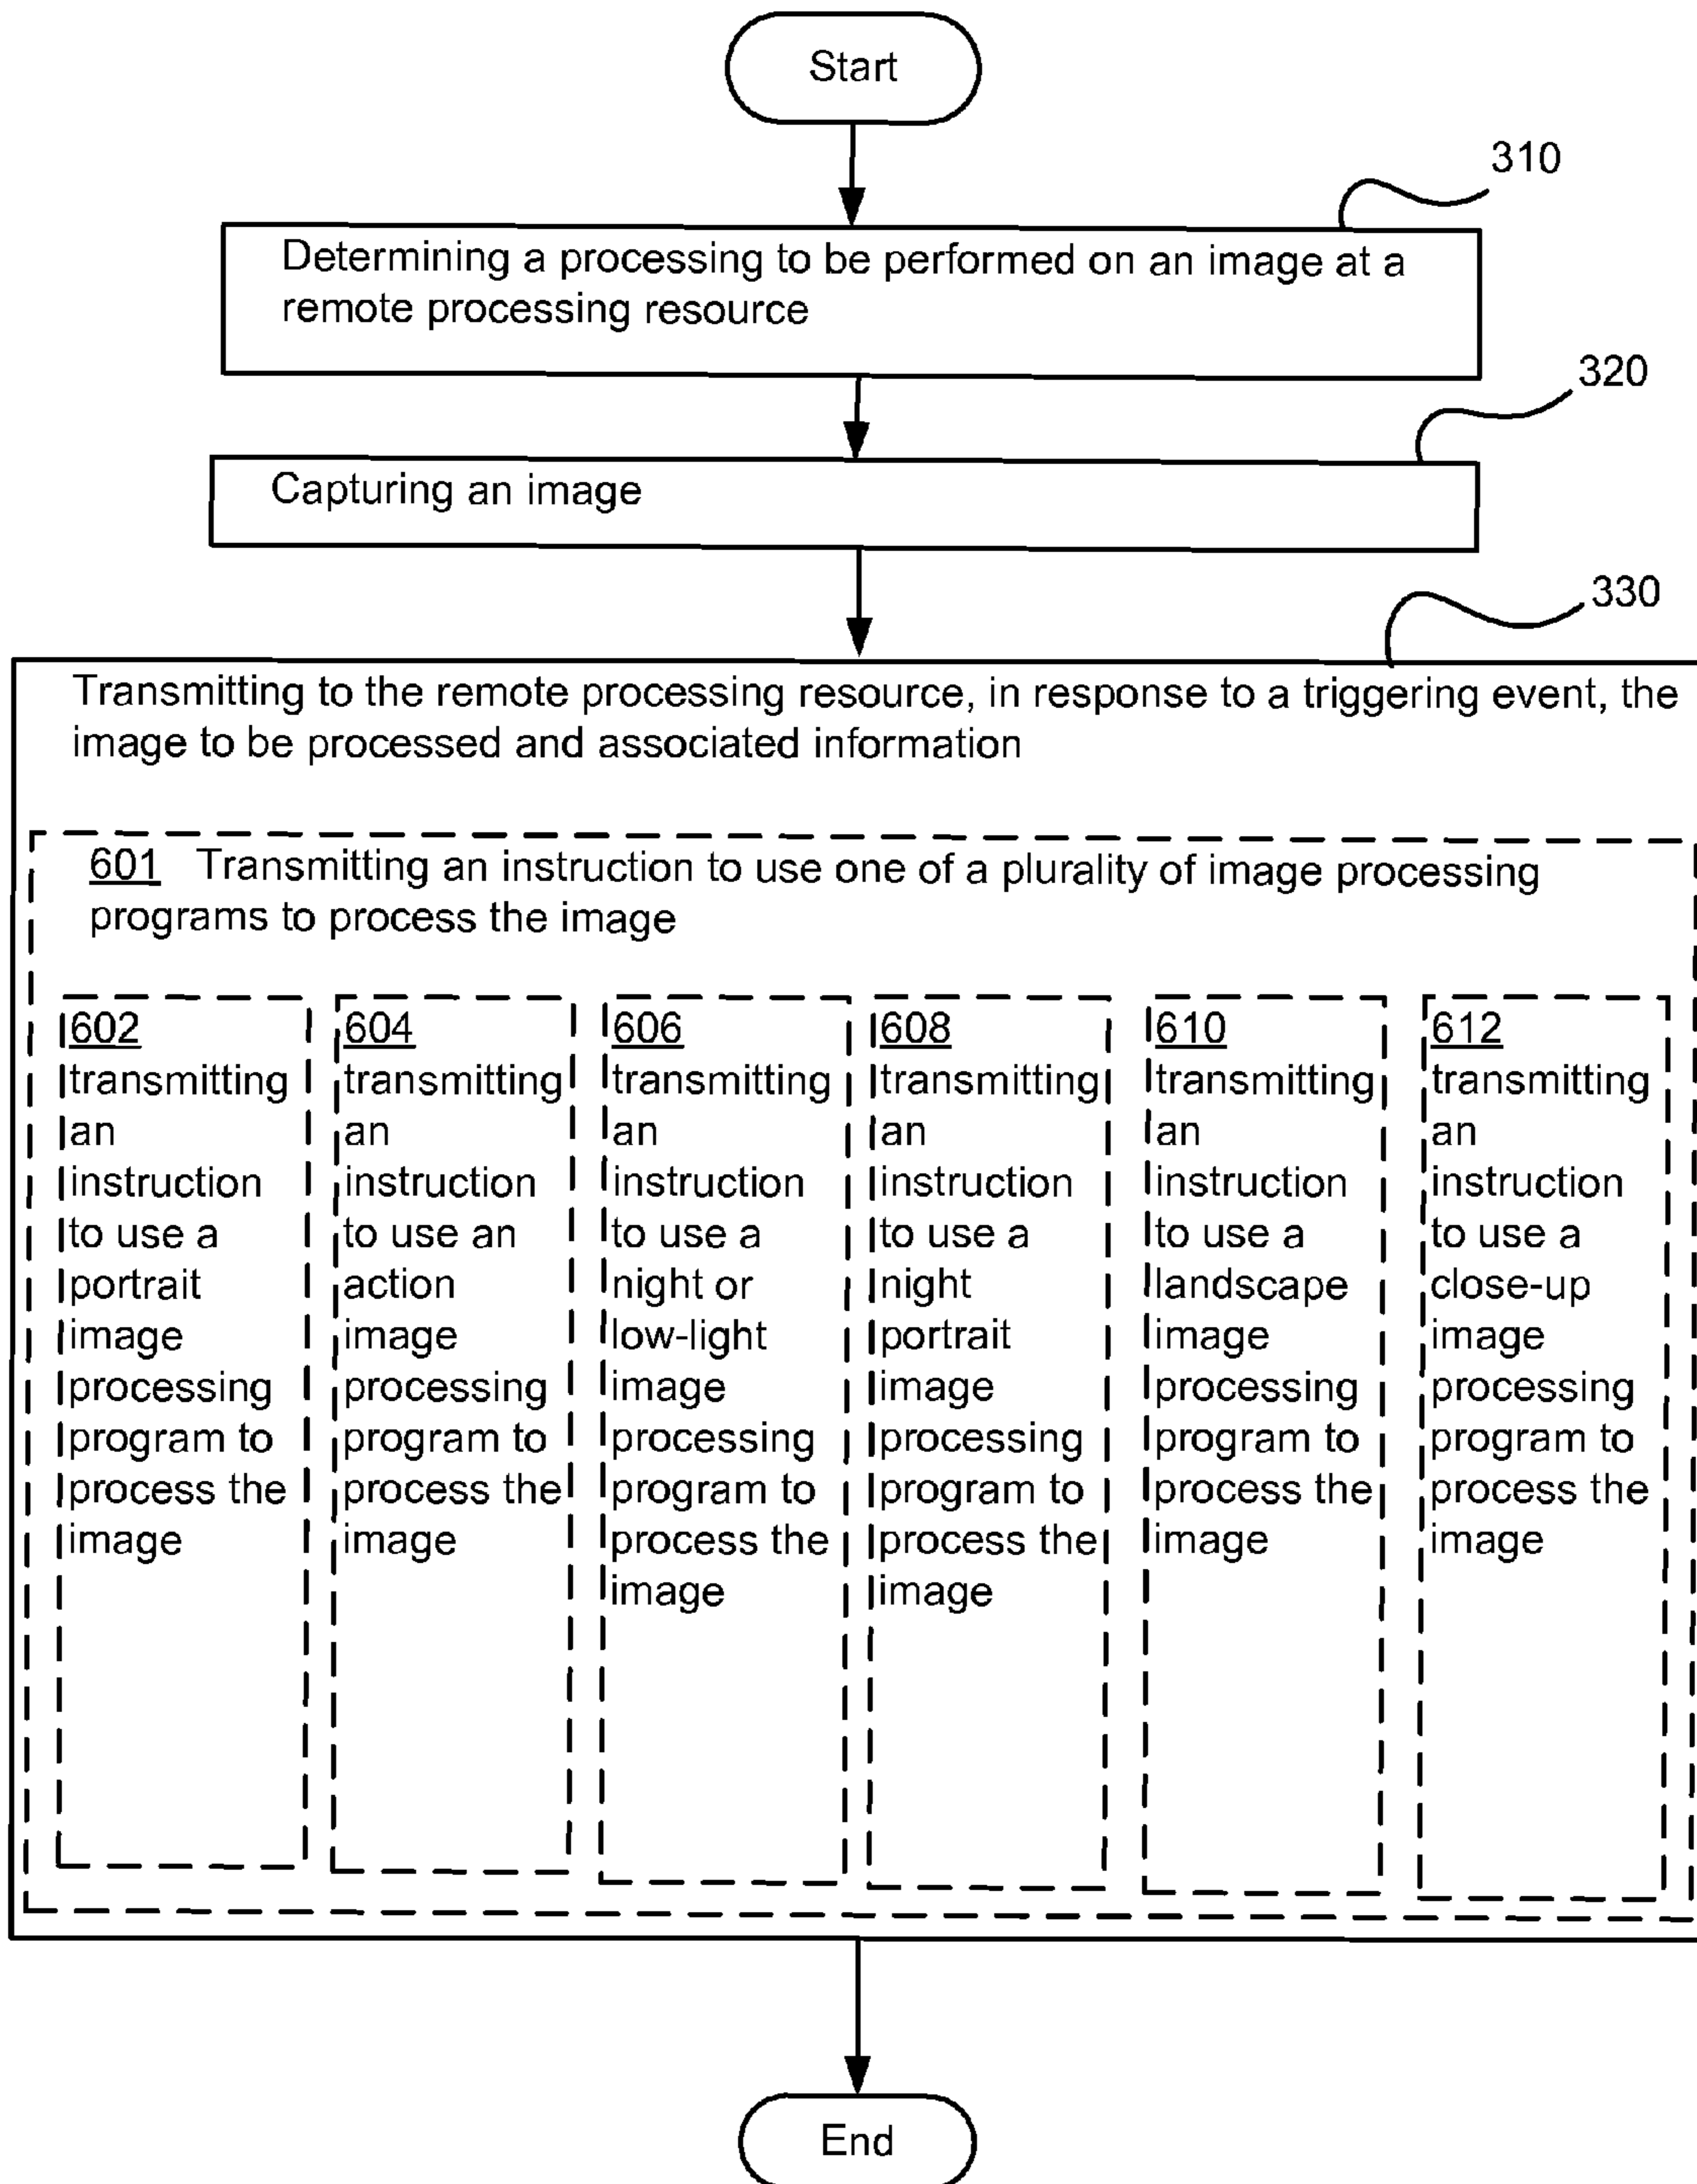 Start
310
Determining a processing to be performed on an image at a
remote processing resource
320
Capturing an image
330
Transmitting to the remote processing resource, in response to a triggering event, the
image to be processed and associated information
601 Transmitting an instruction to use one of a plurality of image processing
programs to process the image
602
transmitting
an
instruction
to use a
portrait
image
processing
program to
process the
image
604
transmitting
an
instruction
to use an
action
image
processing
program to
process the
image
606
transmitting
an
instruction
to use a
night or
low-light
image
processing
program to
process the
image
608
transmitting
an
instruction
to use a
night
portrait
image
processing
program to
process the
image
610
transmitting
an
instruction
to use a
landscape
image
processing
program to
process the
image
612
transmitting
an
instruction
to use a
close-up
image
processing
program to
process the
image
End